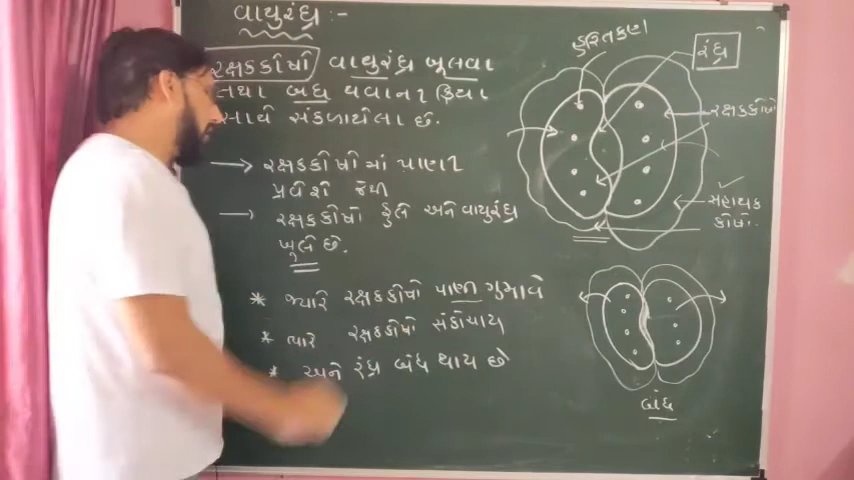 વાયુરંધ્ર :-
રક્ષકકોષો વાયુરંધ્ર ખૂલવા
તથા બંધ થવાની ક્રિયા
સાથે સંકળાયેલા છે.
→ રક્ષકકોષોમાં પાણી
પ્રવેશે જેથી
→ રક્ષકકોષો ફુલે અને વાયુરંધ્ર
ખૂલે છે.
* જ્યારે રક્ષકકોષો પાણી ગુમાવે
* ત્યારે રક્ષકકોષો સંકોચાય
* અને રંધ્ર બંધ થાય છે
હરિતકણ
રંધ્ર
રક્ષકકોષો
સહાયક
કોષો.
બંધ